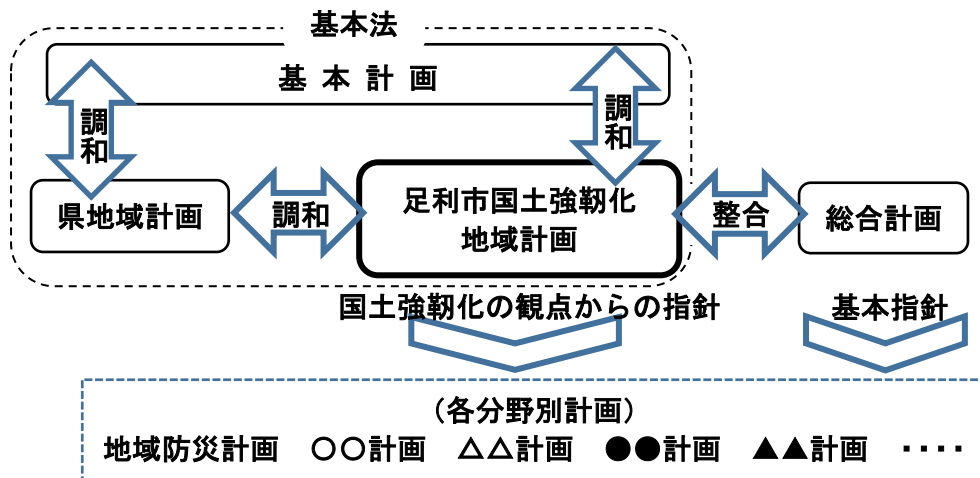 基本法
基本計画
調和
調和
県地域計画
調和
足利市国土強靭化
地域計画
整合
総合計画
国土強靭化の観点からの指針
基本指針
（各分野別計画）
地域防災計画 ○○計画 △△計画 ●●計画 ▲▲計画 ・・・・